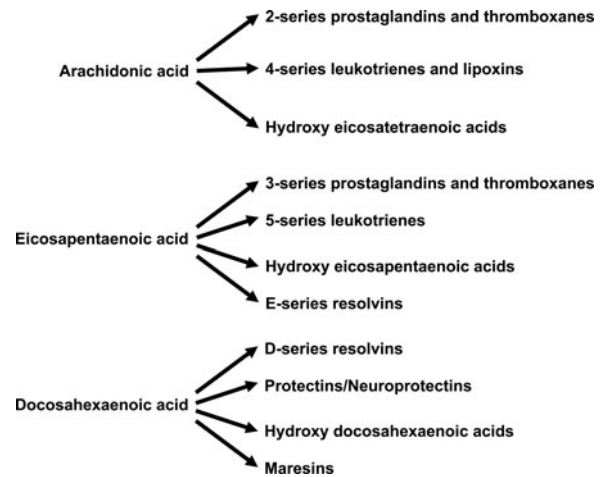 Arachidonic acid
2-series prostaglandins and thromboxanes
4-series leukotrienes and lipoxins
Hydroxy eicosatetraenoic acids
Eicosapentaenoic acid
3-series prostaglandins and thromboxanes
5-series leukotrienes
Hydroxy eicosapentaenoic acids
E-series resolvins
Docosahexaenoic acid
D-series resolvins
Protectins/Neuroprotectins
Hydroxy docosahexaenoic acids
Maresins